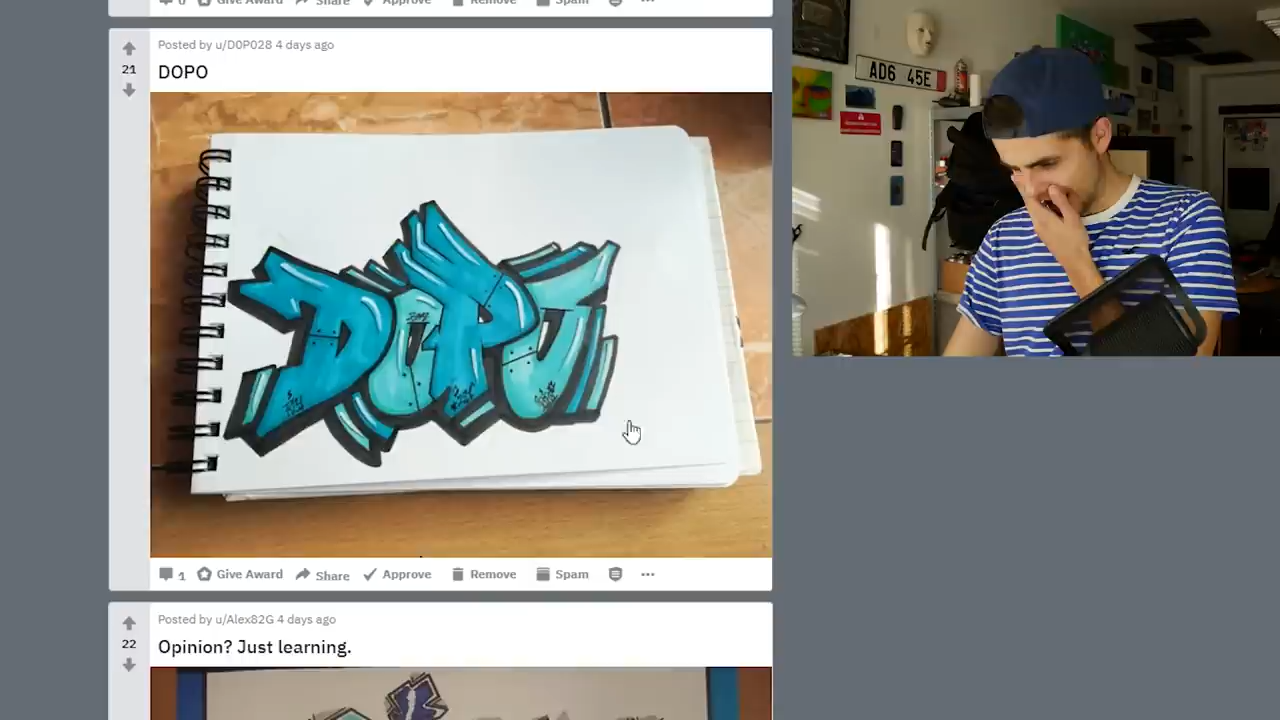 0 Give Award Share Approve Remove Spam
Posted by u/D0P028 4 days ago
21
DOPO
AD6 45E
DOPO
1 Give Award Share Approve Remove Spam
Posted by u/Alex82G 4 days ago
22
Opinion? Just learning.